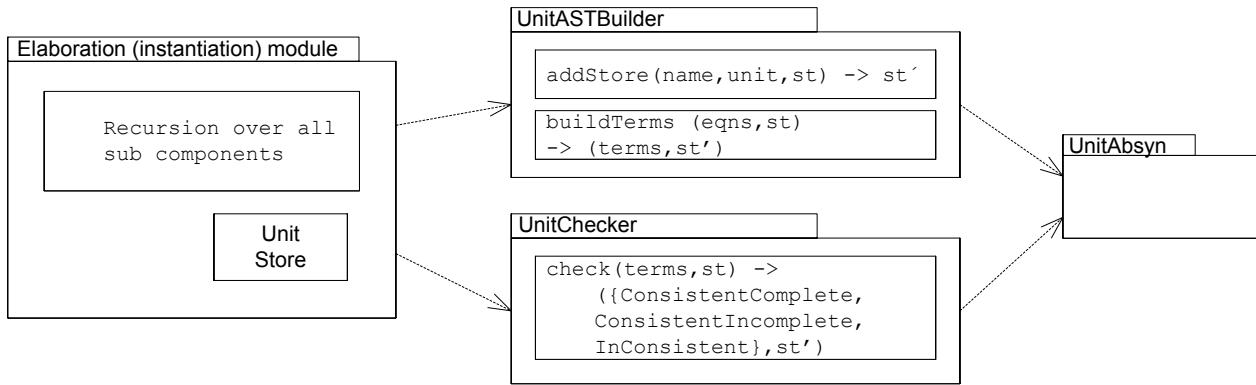 Elaboration (instantiation) module
Recursion over all
sub components
Unit
Store
UnitASTBuilder
addStore(name,unit,st) -> st´
buildTerms (eqns,st)
-> (terms,st’)
UnitChecker
check(terms,st) ->
({ConsistentComplete,
ConsistentIncomplete,
InConsistent},st’)
UnitAbsyn